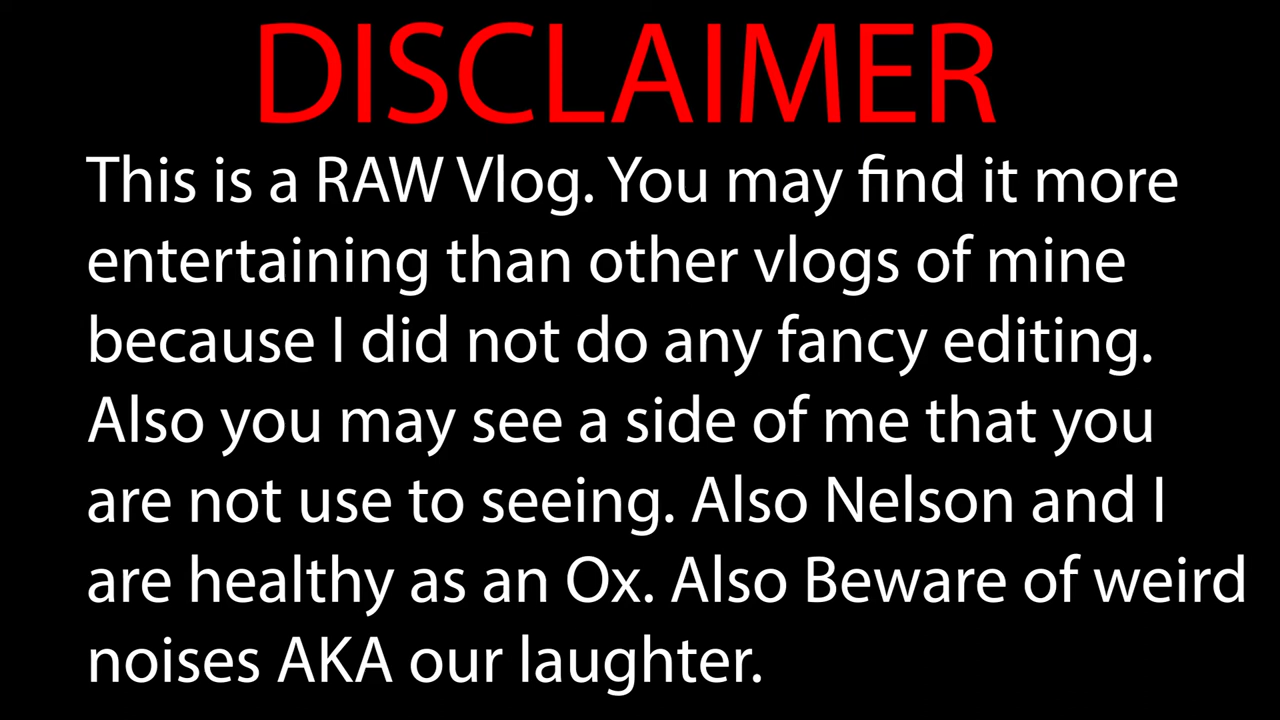 DISCLAIMER
This is a RAW Vlog. You may find it more
entertaining than other vlogs of mine
because I did not do any fancy editing.
Also you may see a side of me that you
are not use to seeing. Also Nelson and I
are healthy as an Ox. Also Beware of weird
noises AKA our laughter.